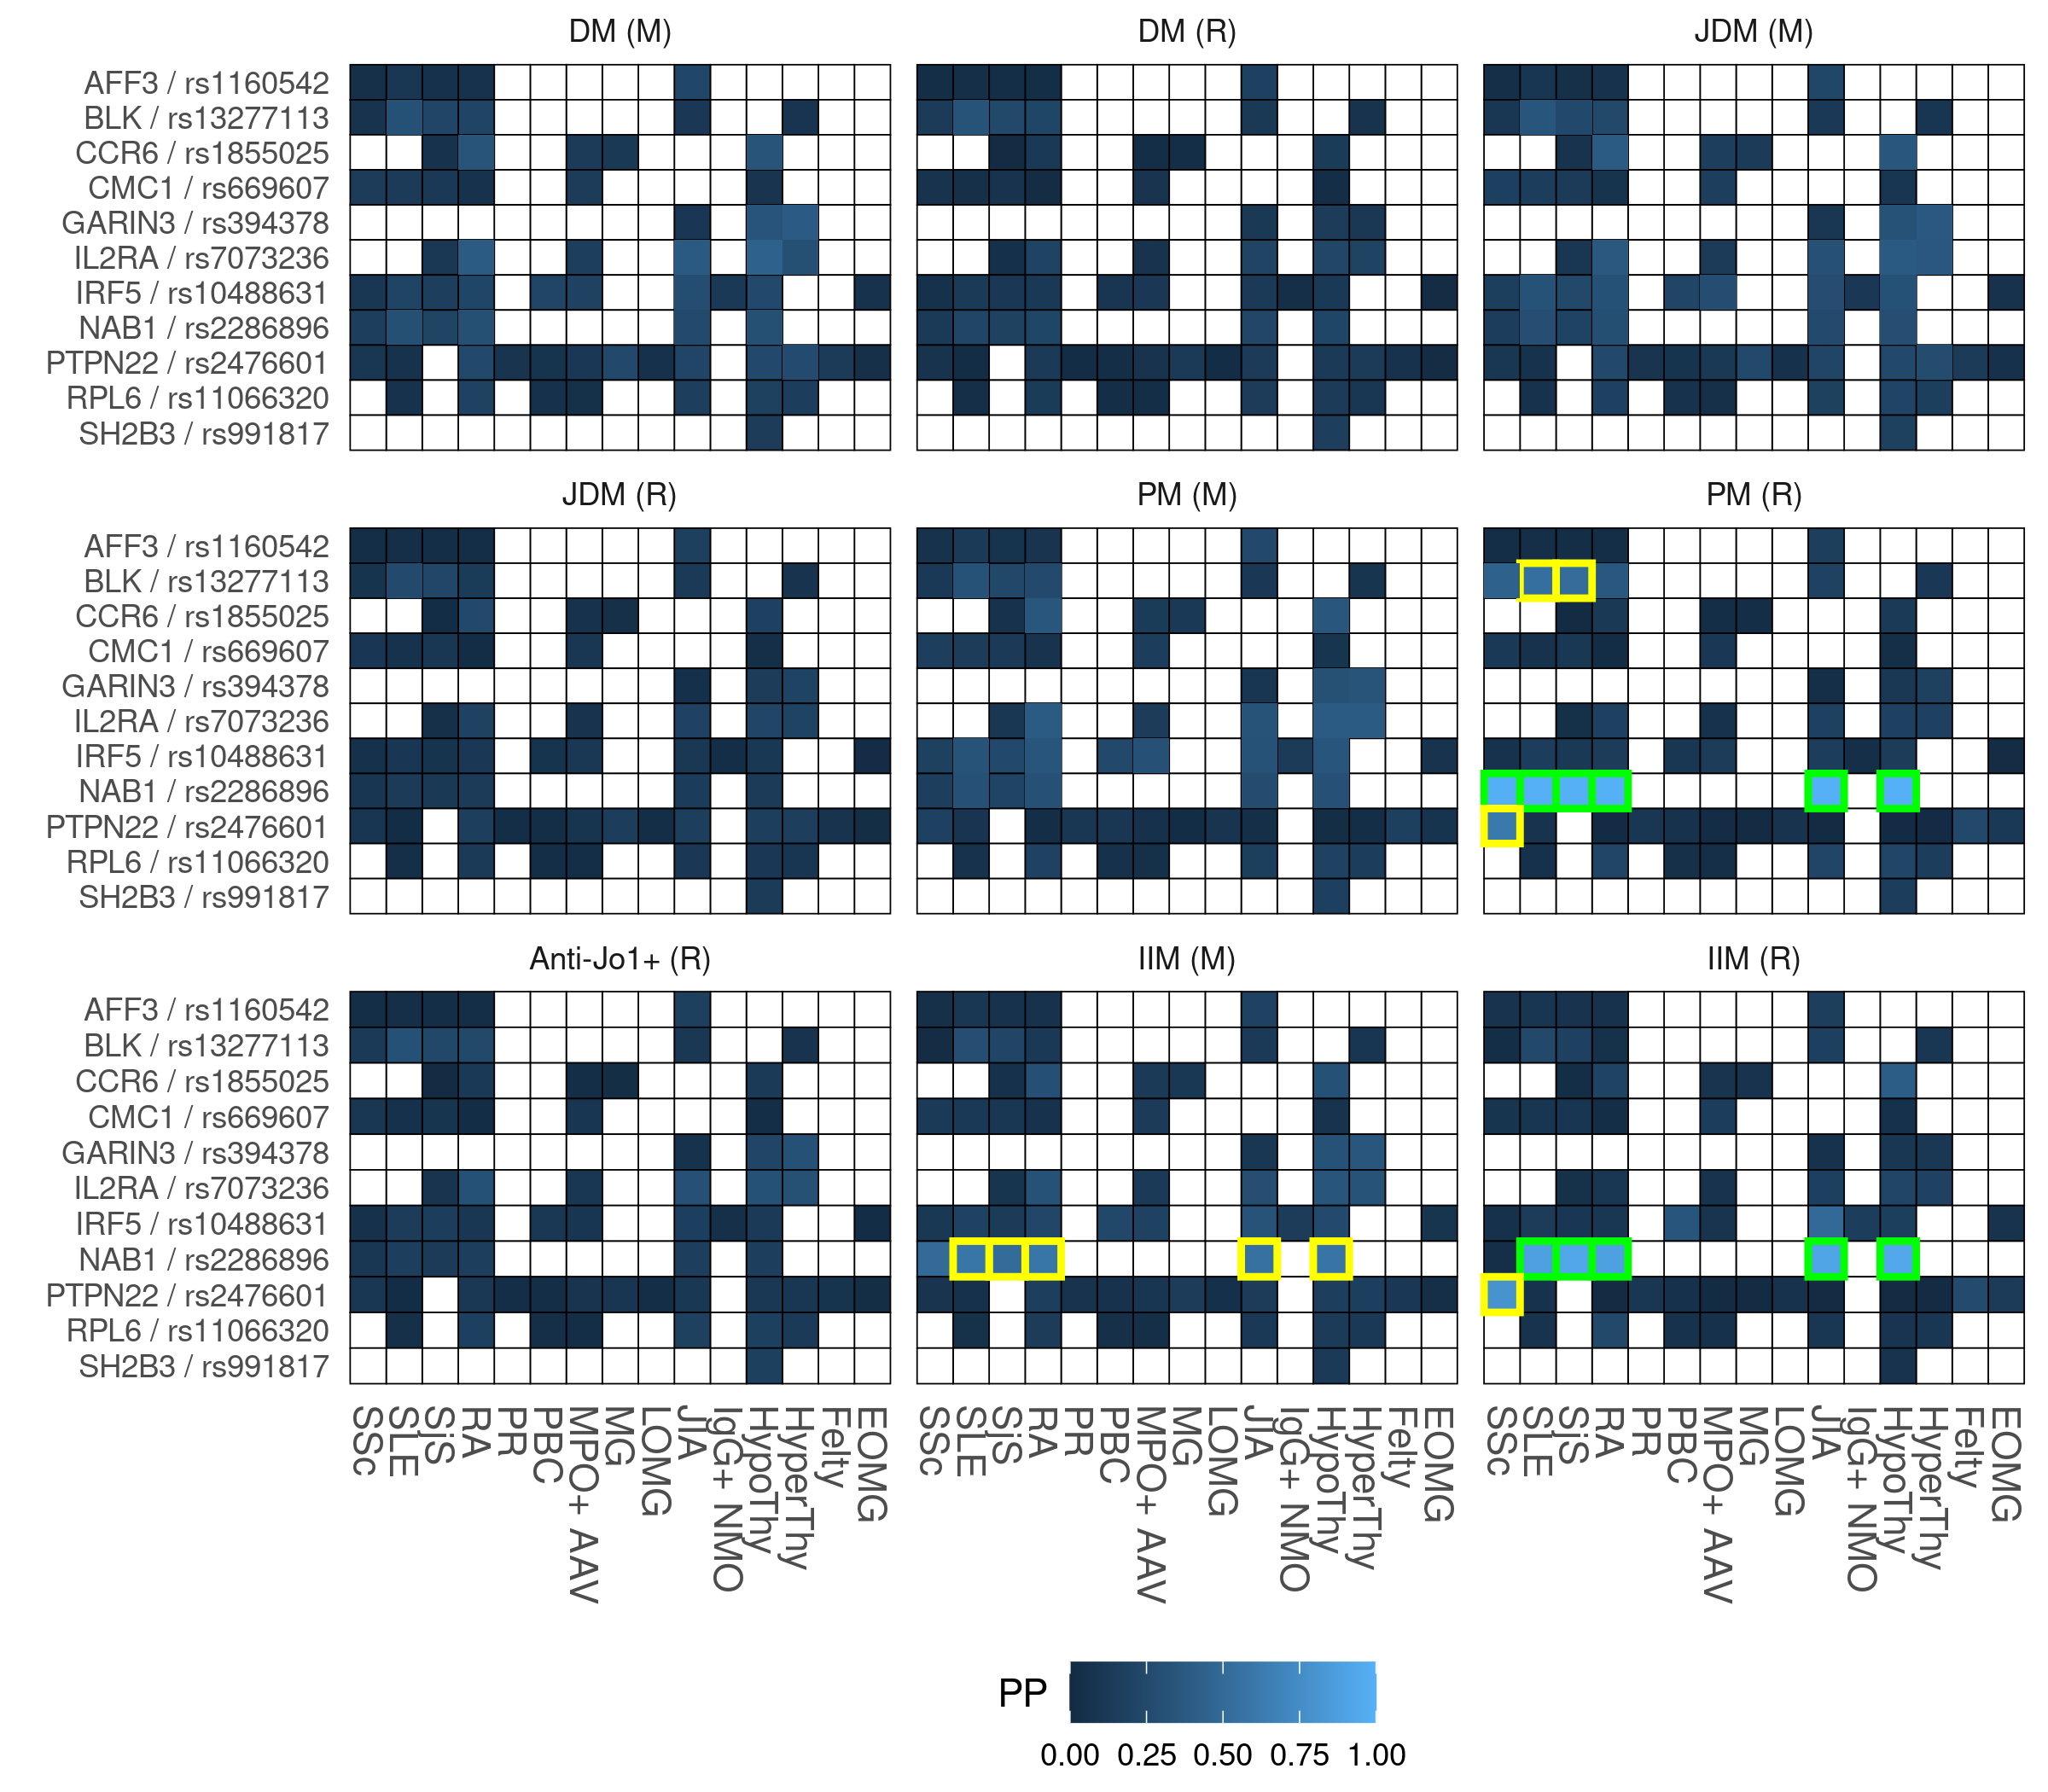 DM (M)
DM (R)
JDM (M)
AFF3 / rs1160542
BLK / rs13277113
CCR6 / rs1855025
CMC1 / rs669607
GARIN3 / rs394378
IL2RA / rs7073236
IRF5 / rs10488631
NAB1 / rs2286896
PTPN22 / rs2476601
RPL6 / rs11066320
SH2B3 / rs991817
JDM (R)
PM (M)
PM (R)
AFF3 / rs1160542
BLK / rs13277113
CCR6 / rs1855025
CMC1 / rs669607
GARIN3 / rs394378
IL2RA / rs7073236
IRF5 / rs10488631
NAB1 / rs2286896
PTPN22 / rs2476601
RPL6 / rs11066320
SH2B3 / rs991817
Anti-Jo1+ (R)
IIM (M)
IIM (R)
AFF3 / rs1160542
BLK / rs13277113
CCR6 / rs1855025
CMC1 / rs669607
GARIN3 / rs394378
IL2RA / rs7073236
IRF5 / rs10488631
NAB1 / rs2286896
PTPN22 / rs2476601
RPL6 / rs11066320
SH2B3 / rs991817
SSc
SLE
SjS
RA
PR
PBC
MPO+ AAV
MG
LOMG
JIA
IgG+ NMO
HypoThy
HyperThy
Felty
EOMG
SSc
SLE
SjS
RA
PR
PBC
MPO+ AAV
MG
LOMG
JIA
IgG+ NMO
HypoThy
HyperThy
Felty
EOMG
SSc
SLE
SjS
RA
PR
PBC
MPO+ AAV
MG
LOMG
JIA
IgG+ NMO
HypoThy
HyperThy
Felty
EOMG
PP
0.00 0.25 0.50 0.75 1.00